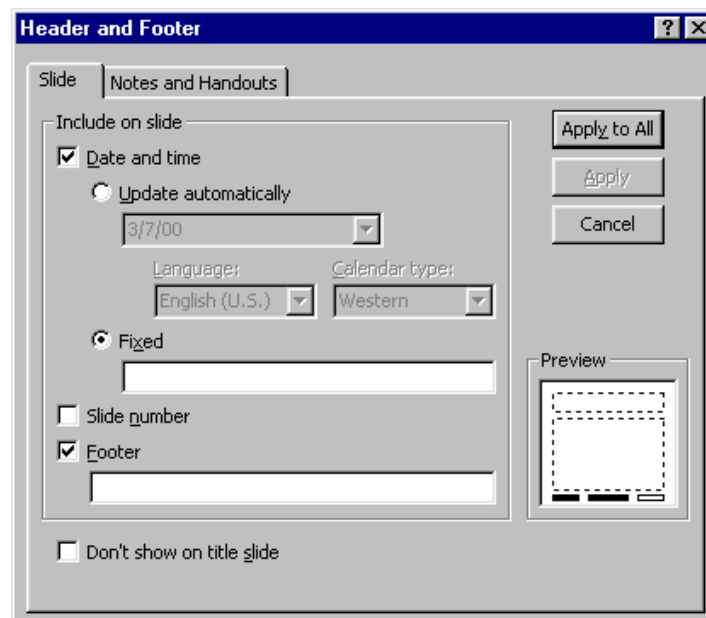 Header and Footer
Slide Notes and Handouts
Include on slide
Date and time
Update automatically
3/7/00
Language: Calendar type:
English (U.S.) Western
Fixed
Slide number
Footer
Don't show on title slide
Apply to All
Apply
Cancel
Preview